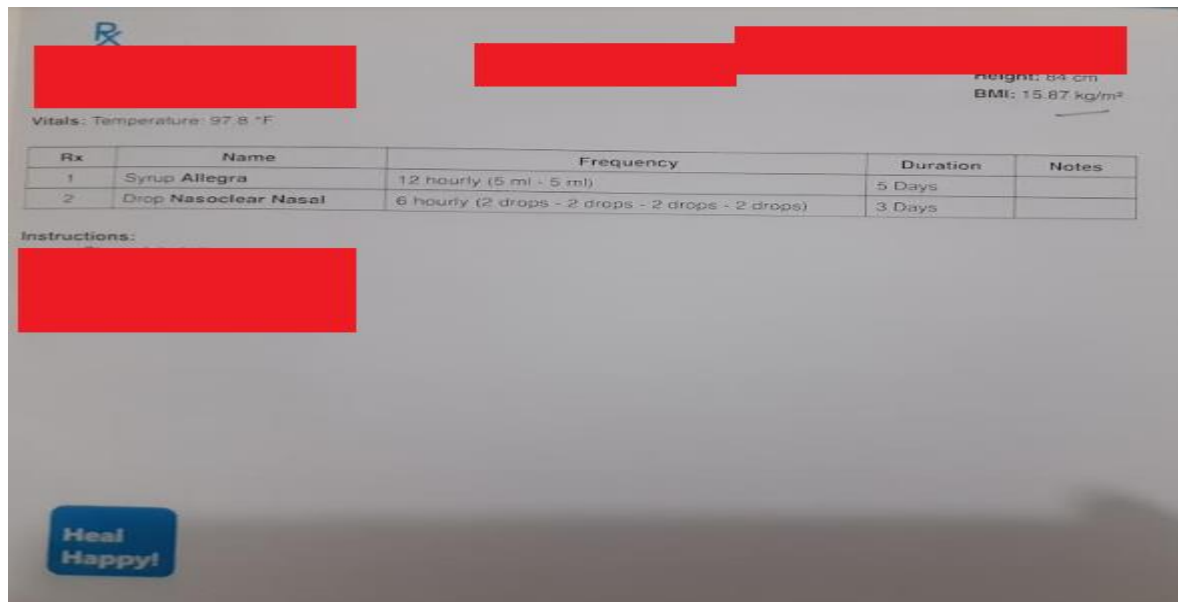 Rx
Height: 84 cm
BMI: 15.87 kg/m²
Vitals: Temperature: 97.8 °F
Rx Name Frequency Duration Notes
1 Syrup Allegra 12 hourly (5 ml - 5 ml) 5 Days
2 Drop Nasoclear Nasal 6 hourly (2 drops - 2 drops - 2 drops - 2 drops) 3 Days
Instructions:
Heal
Happy!